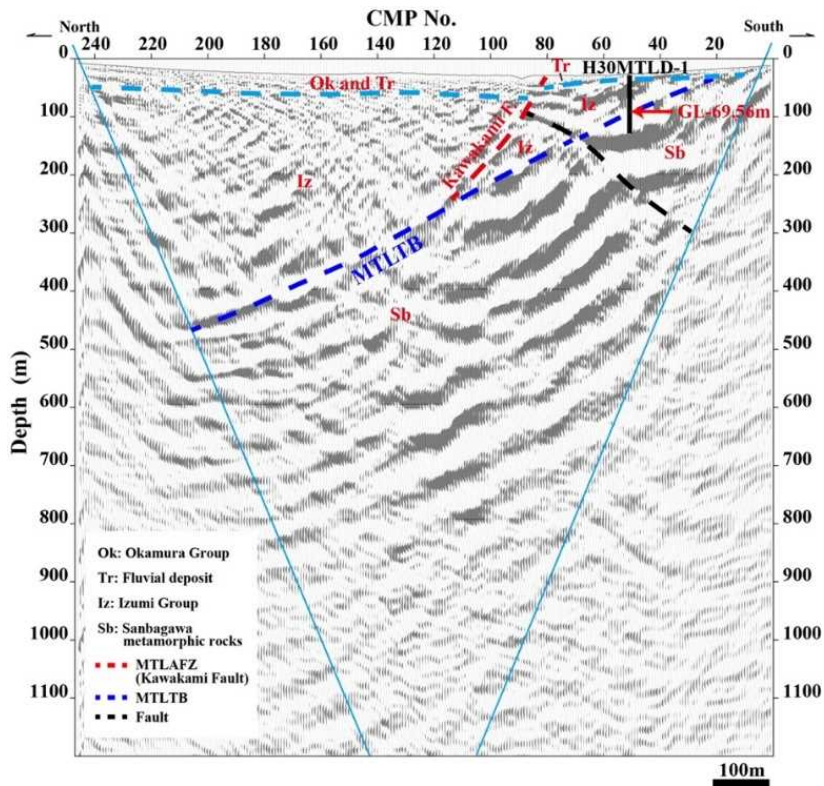 CMP No.
North
South
240 220 200 180 160 140 120 100 80 60 40 20
Tr
H30MTLD-1
0
0
Ok and Tr
Iz
100
GL-69.56m
100
Kawakami F.
Iz
Sb
Iz
200
200
MTLTB
300
300
400
400
Sb
500
500
Depth (m)
600
600
700
700
800
800
Ok: Okamura Group
Tr: Fluvial deposit
900
900
Iz: Izumi Group
Sb: Sanbagawa
metamorphic rocks
1000
1000
MTLAFZ
(Kawakami Fault)
MTLTB
1100
1100
Fault
100m